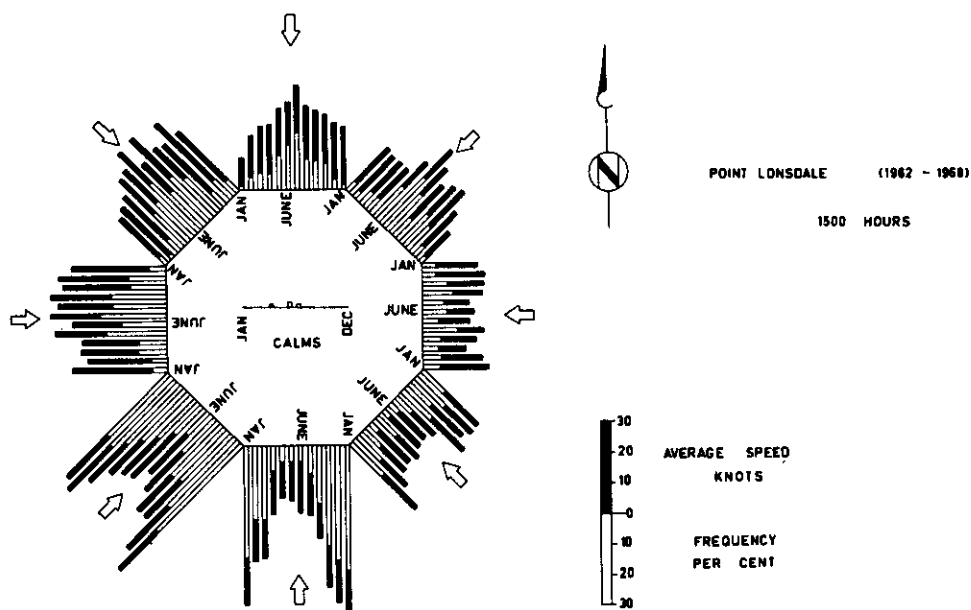 POINT LONSDALE (1962 - 1968)
1500 HOURS
JAN JUNE JAN
JUNE JAN
JUNE JAN
JUNE JAN
JUNE JAN
JUNE JAN
JUNE JAN
JUNE
JAN DEC
CALMS
30
20
10
0
10
20
30
AVERAGE SPEED
KNOTS
FREQUENCY
PER CENT
N